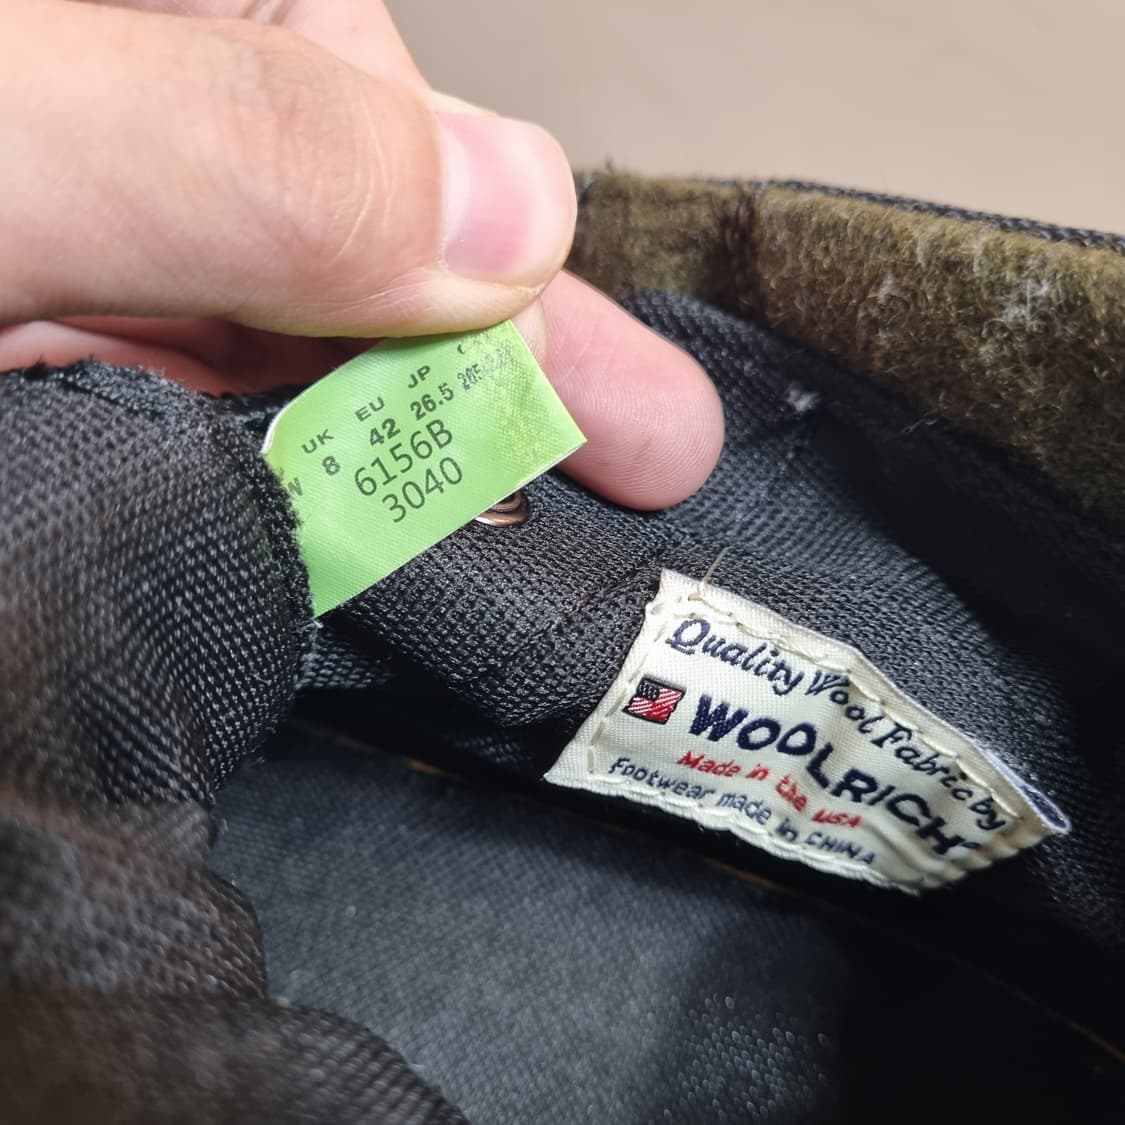 UK EU JP
8 42 26.5
6156B
3040
Quality Wool Fabric by
WOOLRICH
Made in the USA
Footwear made in CHINA